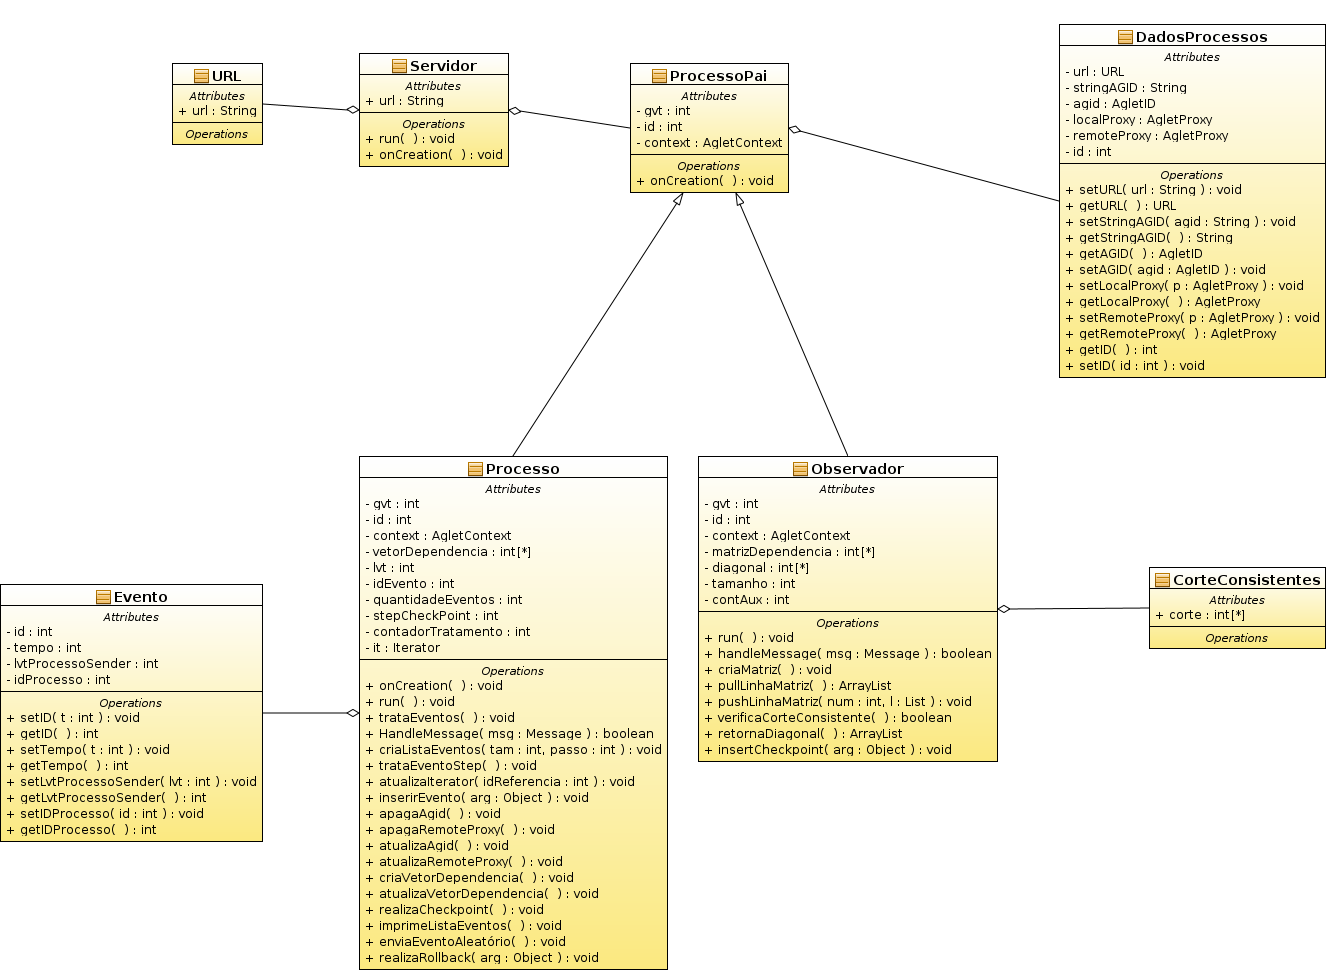 URL
Attributes
+ url : String
Operations
Servidor
Attributes
+ url : String
Operations
+ run(  ) : void
+ onCreation(  ) : void
ProcessoPai
Attributes
- gvt : int
- id : int
- context : AgletContext
Operations
+ onCreation(  ) : void
DadosProcessos
Attributes
- url : URL
- stringAGID : String
- agid : AgletID
- localProxy : AgletProxy
- remoteProxy : AgletProxy
- id : int
Operations
+ setURL( url : String ) : void
+ getURL(  ) : URL
+ setStringAGID( agid : String ) : void
+ getStringAGID(  ) : String
+ getAGID(  ) : AgletID
+ setAGID( agid : AgletID ) : void
+ setLocalProxy( p : AgletProxy ) : void
+ getLocalProxy(  ) : AgletProxy
+ setRemoteProxy( p : AgletProxy ) : void
+ getRemoteProxy(  ) : AgletProxy
+ getID(  ) : int
+ setID( id : int ) : void
Evento
Attributes
- id : int
- tempo : int
- lvtProcessoSender : int
- idProcesso : int
Operations
+ setID( t : int ) : void
+ getID(  ) : int
+ setTempo( t : int ) : void
+ getTempo(  ) : int
+ setLvtProcessoSender( lvt : int ) : void
+ getLvtProcessoSender(  ) : int
+ setIDProcesso( id : int ) : void
+ getIDProcesso(  ) : int
Processo
Attributes
- gvt : int
- id : int
- context : AgletContext
- vetorDependencia : int[*]
- lvt : int
- idEvento : int
- quantidadeEventos : int
- stepCheckPoint : int
- contadorTratamento : int
- it : Iterator
Operations
+ onCreation(  ) : void
+ run(  ) : void
+ trataEventos(  ) : void
+ HandleMessage( msg : Message ) : boolean
+ criaListaEventos( tam : int, passo : int ) : void
+ trataEventoStep(  ) : void
+ atualizaIterator( idReferencia : int ) : void
+ inserirEvento( arg : Object ) : void
+ apagaAgid(  ) : void
+ apagaRemoteProxy(  ) : void
+ atualizaAgid(  ) : void
+ atualizaRemoteProxy(  ) : void
+ criaVetorDependencia(  ) : void
+ atualizaVetorDependencia(  ) : void
+ realizaCheckpoint(  ) : void
+ imprimeListaEventos(  ) : void
+ enviaEventoAleatório(  ) : void
+ realizaRollback( arg : Object ) : void
Observador
Attributes
- gvt : int
- id : int
- context : AgletContext
- matrizDependencia : int[*]
- diagonal : int[*]
- tamanho : int
- contAux : int
Operations
+ run(  ) : void
+ handleMessage( msg : Message ) : boolean
+ criaMatriz(  ) : void
+ pullLinhaMatriz(  ) : ArrayList
+ pushLinhaMatriz( num : int, l : List ) : void
+ verificaCorteConsistente(  ) : boolean
+ retornaDiagonal(  ) : ArrayList
+ insertCheckpoint( arg : Object ) : void
CorteConsistentes
Attributes
+ corte : int[*]
Operations